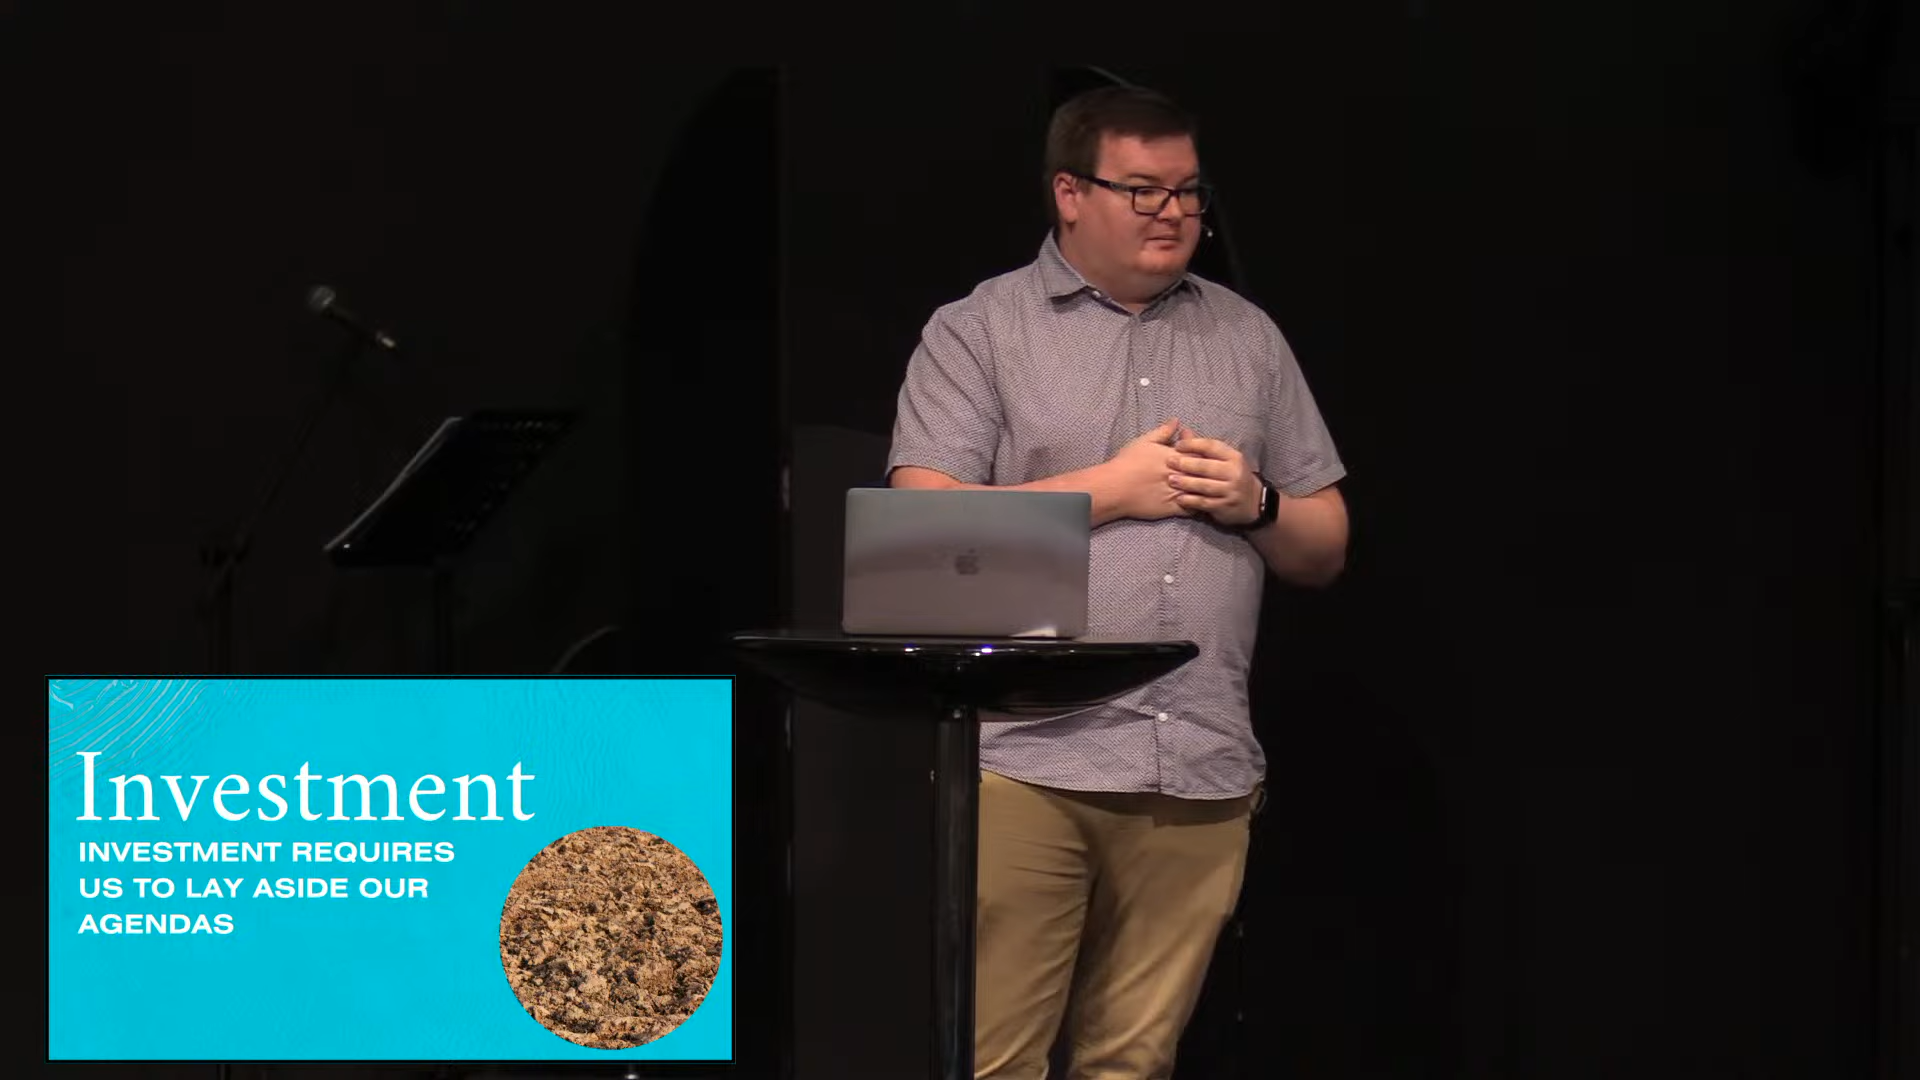 Investment
INVESTMENT REQUIRES
US TO LAY ASIDE OUR
AGENDAS